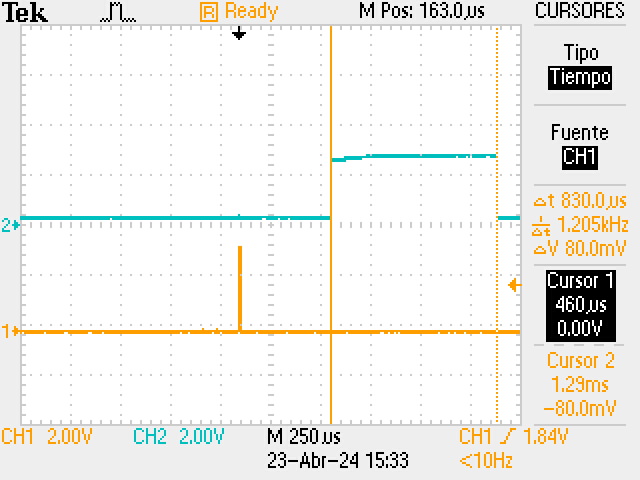 Tek R Ready M Pos: 163.0µs CURSORES
Tipo
Tiempo
Fuente
CH1
Δt 830.0µs
1/Δt 1.205kHz
ΔV 80.0mV
2
Cursor 1
460µs
0.00V
1
Cursor 2
1.29ms
-80.0mV
CH1 2.00V CH2 2.00V M 250µs CH1 / 1.84V
23-Abr-24 15:33 <10Hz